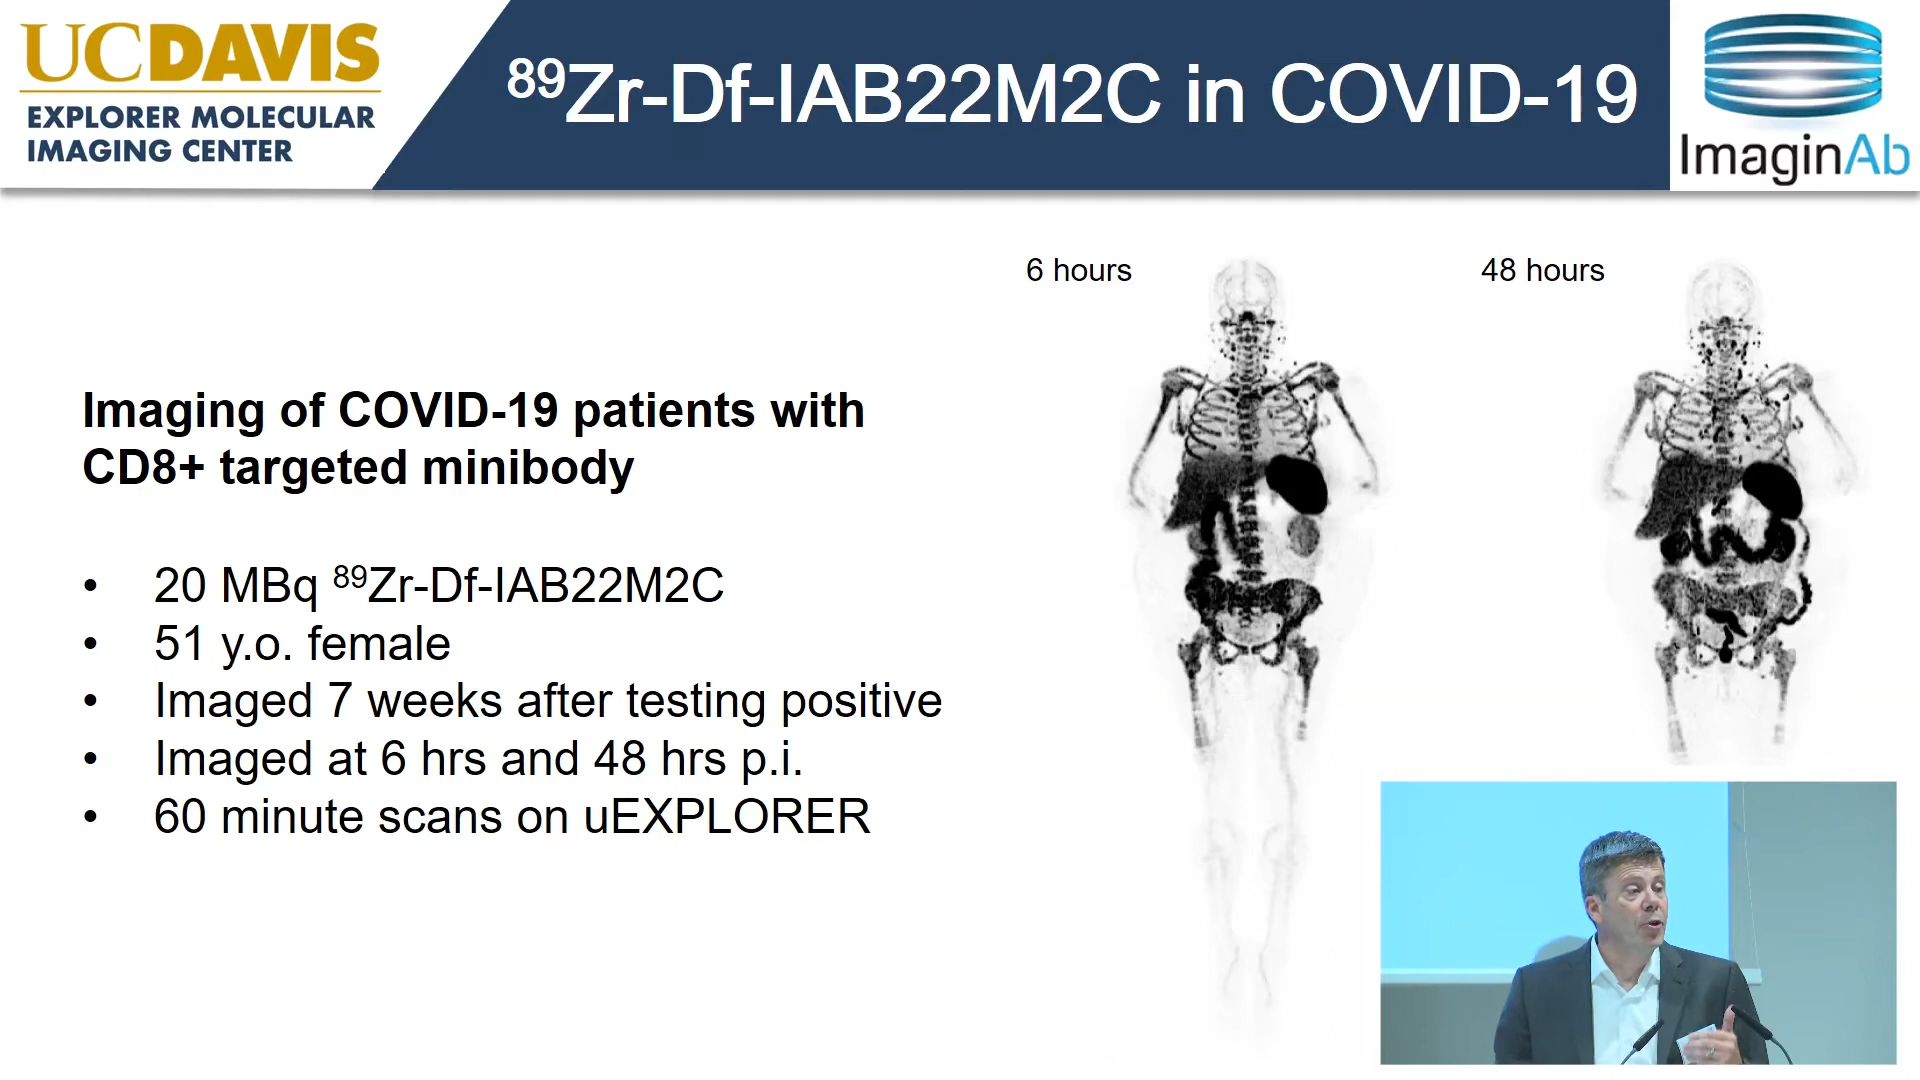 UCDAVIS
EXPLORER MOLECULAR
IMAGING CENTER
⁸⁹Zr-Df-IAB22M2C in COVID-19
ImaginAb
6 hours
48 hours
Imaging of COVID-19 patients with
CD8+ targeted minibody
• 20 MBq ⁸⁹Zr-Df-IAB22M2C
• 51 y.o. female
• Imaged 7 weeks after testing positive
• Imaged at 6 hrs and 48 hrs p.i.
• 60 minute scans on uEXPLORER